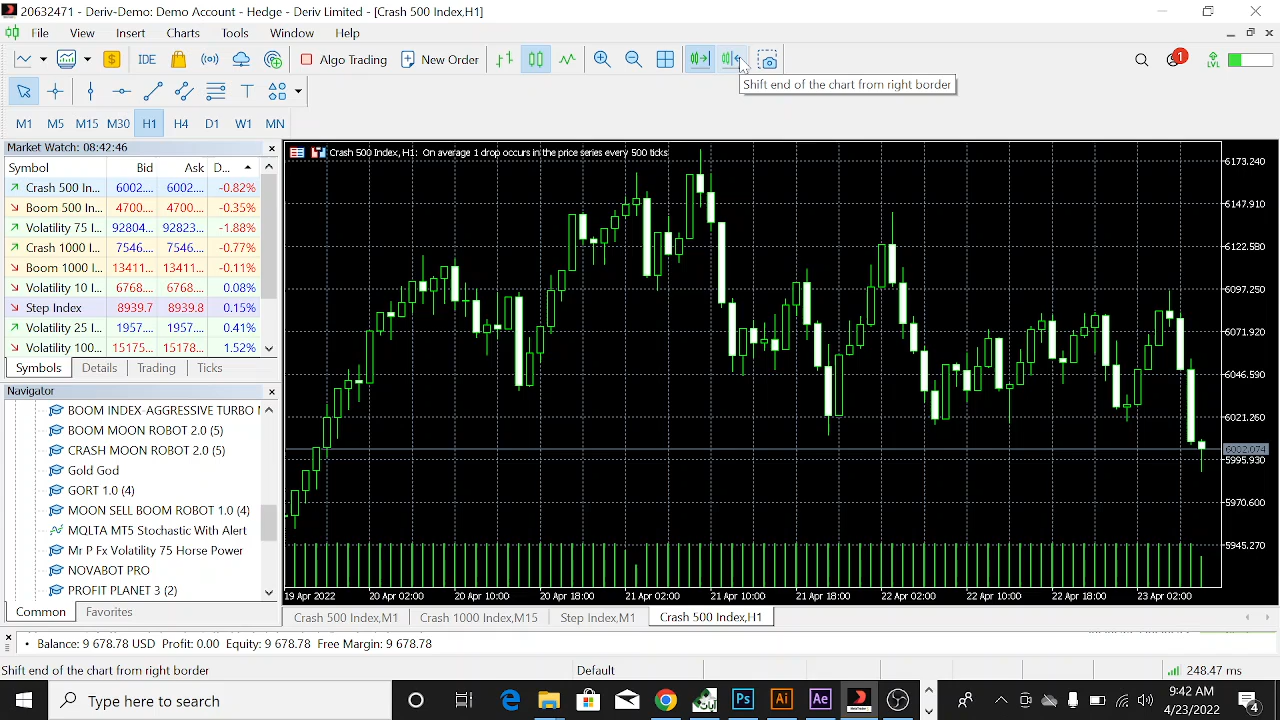 20632471 - Deriv-Demo: Demo Account - Hedge - Deriv Limited - [Crash 500 Index,H1]
File View Insert Charts Tools Window Help
IDE Algo Trading New Order 1 LVL
Shift end of the chart from right border
M1 M5 M15 M30 H1 H4 D1 W1 MN
Market Watch: 08:42:46
Symbol Bid Ask D...
Crash 500 In... 6002.... 6002.... -0.82%
Boom 500 In... 4700.... 4700.... -0.35%
Volatility 75 I... 92804... 92823... -1.88%
Crash 1000 I... 7546.... 7546.... -0.77%
Boom 1000 I... 13411... 13411... -0.11%
Volatility 10 I... 6768.... 6768.... 0.08%
Step Index 8939.7 8939.8 0.15%
Volatility 25 I... 1957.... 1957.... 0.41%
Volatility 100... 15175... 15178... 1.52%
Symbols Details Trading Ticks
Navigator
BOOM INDEX-AGGRESSIVE TURBO
BOOM MOON ROBOT 2.0 (5)
CRASH MOON ROBOT 2.0 (5)
Gold God
GORT 1.0 (4)
MOON SELL BOOM ROBOT 1.0 (4)
MQLTA MT5 Stochastic With Alert
Mr P Fx Volatility 75 Horse Power
NOVABOT PRO
PROFIT PLANET 3 (2)
Common Favorites
Crash 500 Index, H1: On average 1 drop occurs in the price series every 500 ticks
6173.240
6147.910
6122.580
6097.250
6071.920
6046.590
6021.260
6002.074
5995.930
5970.600
5945.270
19 Apr 2022 20 Apr 02:00 20 Apr 10:00 20 Apr 18:00 21 Apr 02:00 21 Apr 10:00 21 Apr 18:00 22 Apr 02:00 22 Apr 10:00 22 Apr 18:00 23 Apr 02:00
Crash 500 Index,M1 Crash 1000 Index,M15 Step Index,M1 Crash 500 Index,H1
• Balance: 9 678.78 USD Profit: 0.00 Equity: 9 678.78 Free Margin: 9 678.78
Shift end of the chart from right border Default 248.47 ms
Type here to search Ps Ai Ae
9:42 AM
4/23/2022
4